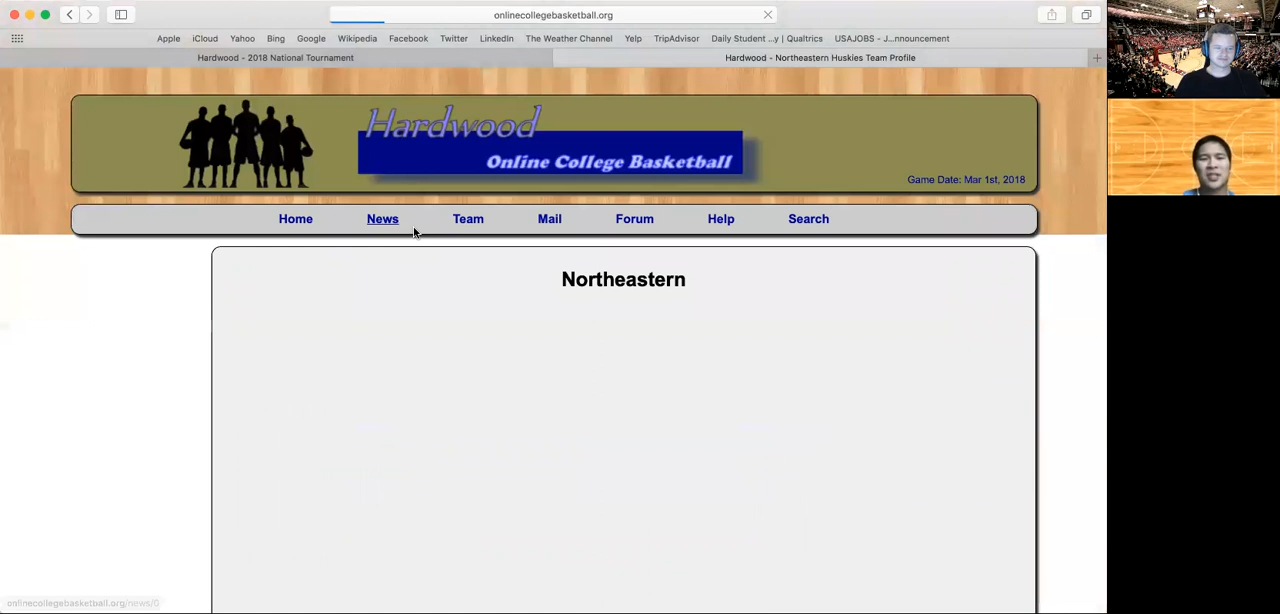 onlinecollegebasketball.org
Apple iCloud Yahoo Bing Google Wikipedia Facebook Twitter LinkedIn The Weather Channel Yelp TripAdvisor Daily Student ...y | Qualtrics USAJOBS - J...nnouncement
Hardwood - 2018 National Tournament Hardwood - Northeastern Huskies Team Profile
Hardwood
Online College Basketball
Game Date: Mar 1st, 2018
Home News Team Mail Forum Help Search
Northeastern
onlinecollegebasketball.org/news/0